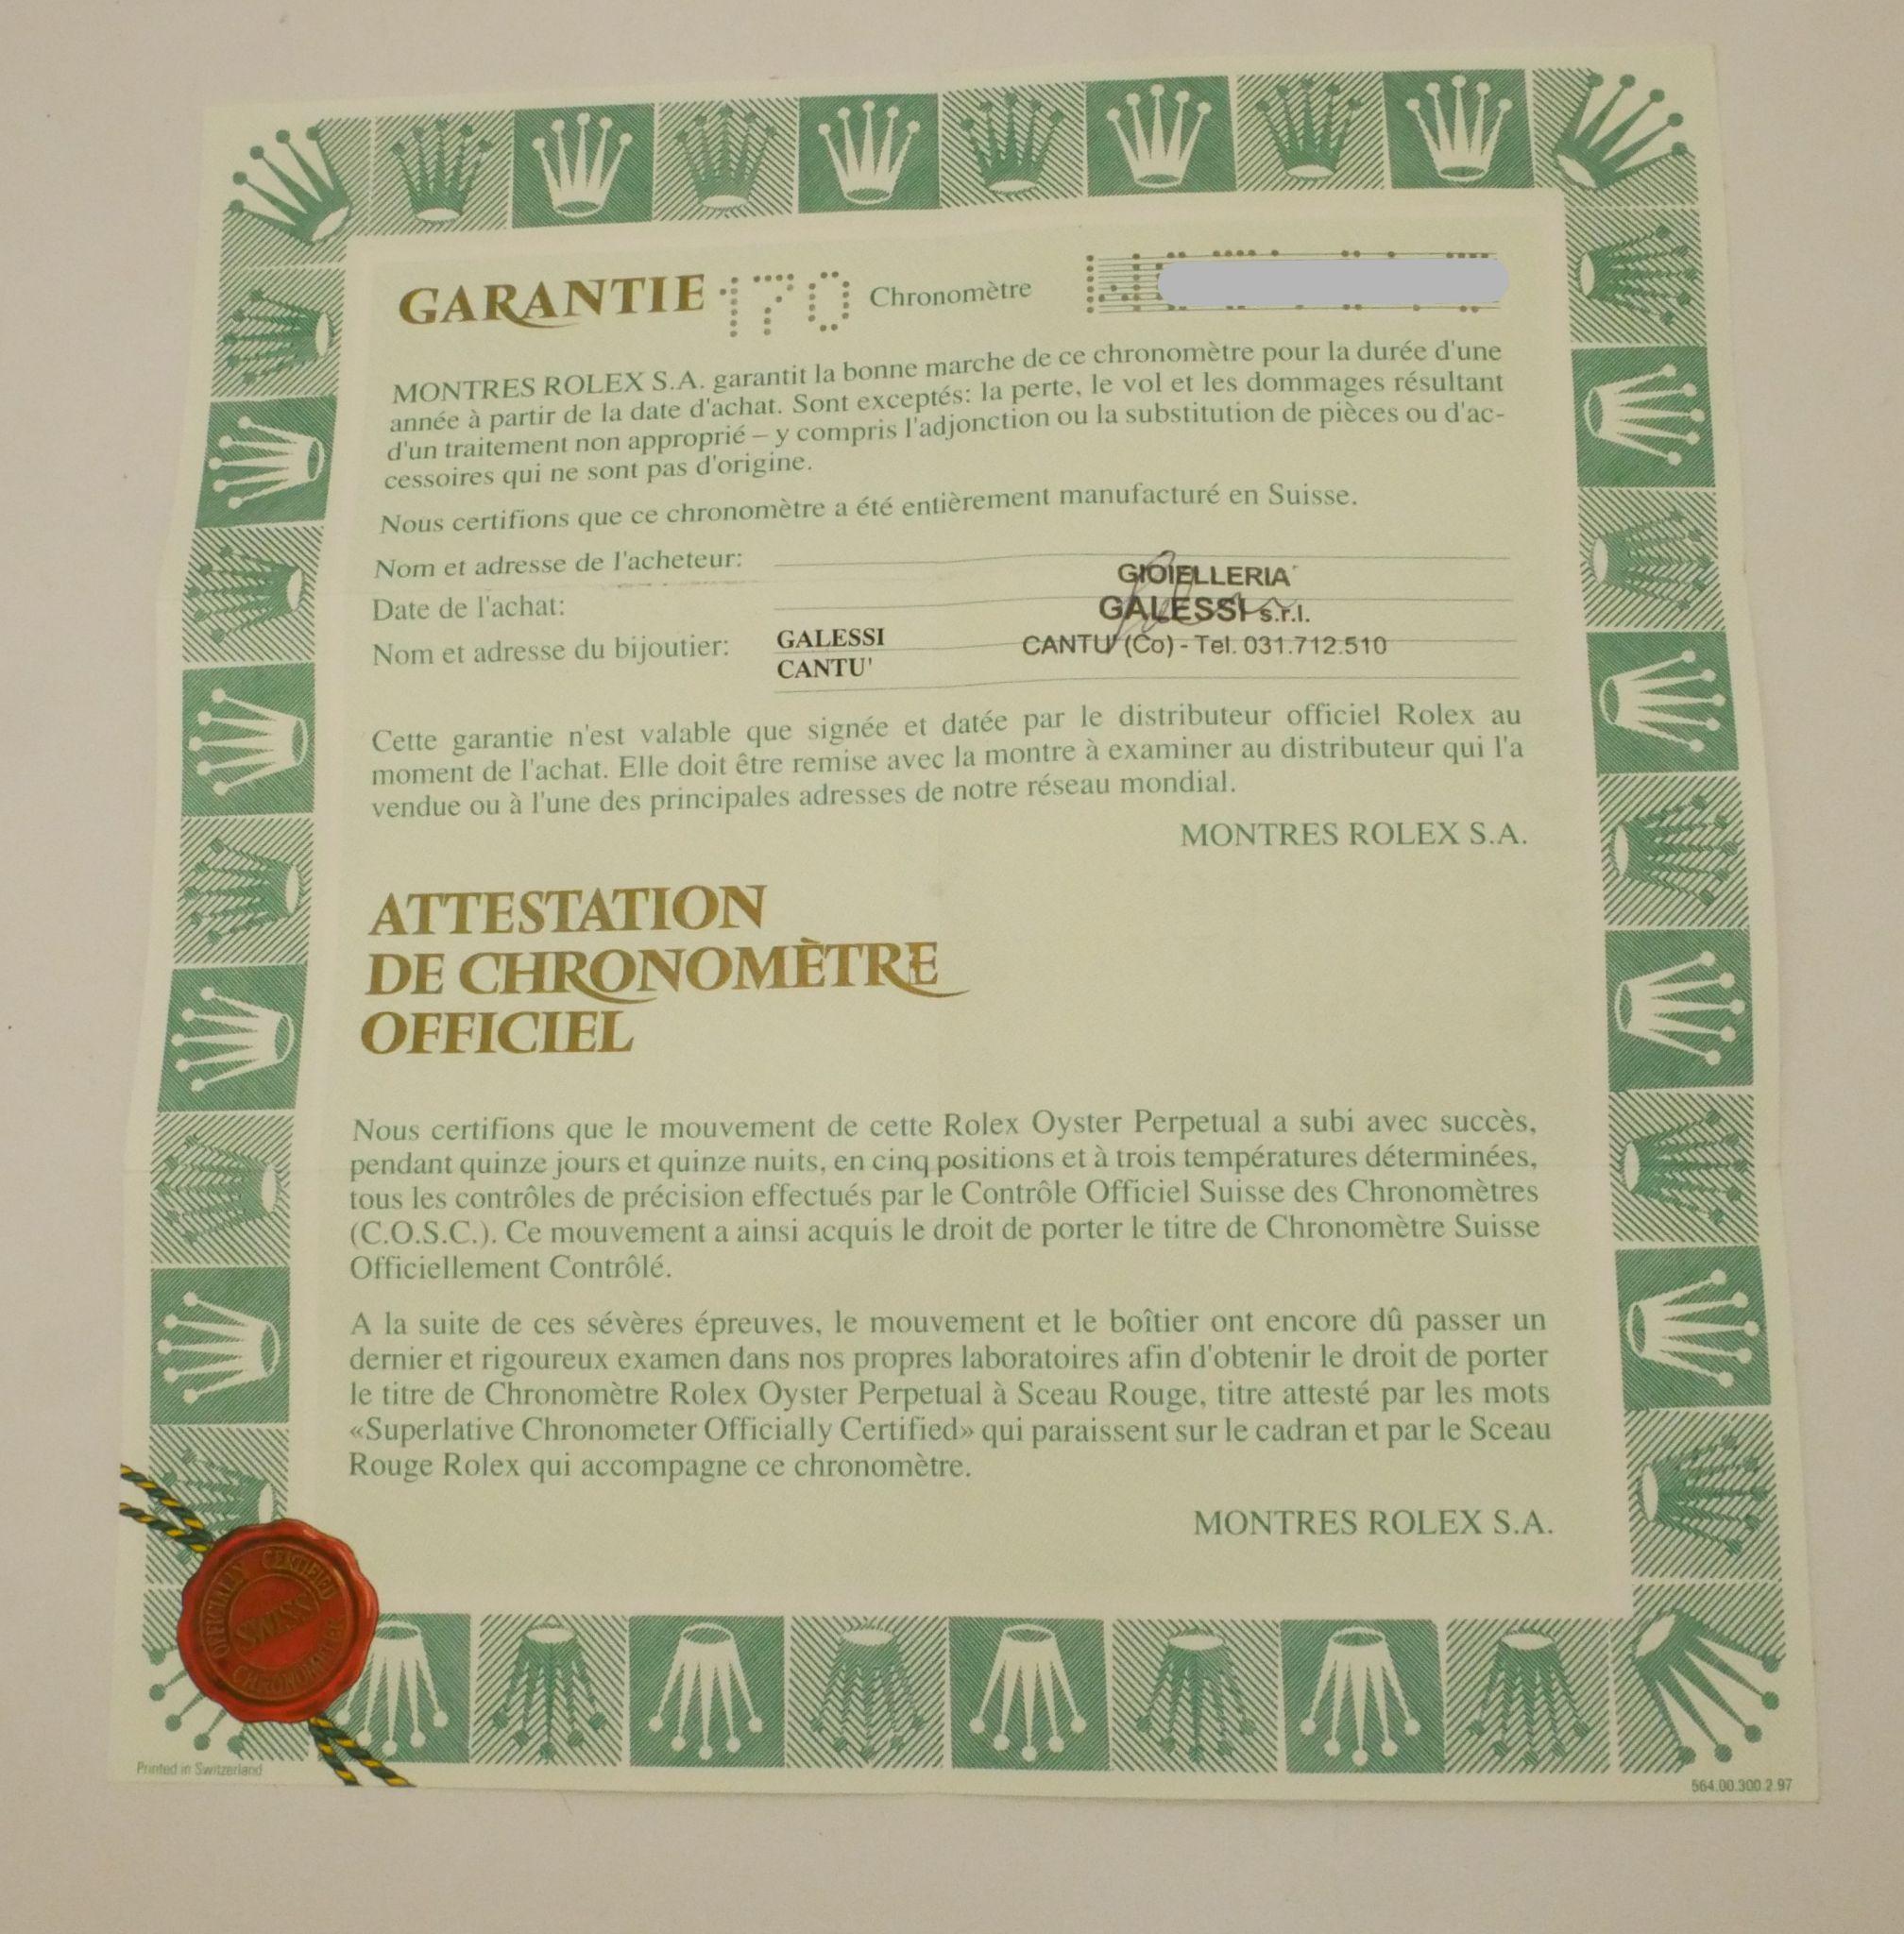 GARANTIE 170 Chronomètre
MONTRES ROLEX S.A. garantit la bonne marche de ce chronomètre pour la durée d'une
année à partir de la date d'achat. Sont exceptés: la perte, le vol et les dommages résultant
d'un traitement non approprié – y compris l'adjonction ou la substitution de pièces ou d'ac-
cessoires qui ne sont pas d'origine.
Nous certifions que ce chronomètre a été entièrement manufacturé en Suisse.
Nom et adresse de l'acheteur:
GIOIELLERIA
Date de l'achat:
GALESSI s.r.l.
Nom et adresse du bijoutier: GALESSI
CANTU' (Co) - Tel. 031.712.510
CANTU'
Cette garantie n'est valable que signée et datée par le distributeur officiel Rolex au
moment de l'achat. Elle doit être remise avec la montre à examiner au distributeur qui l'a
vendue ou à l'une des principales adresses de notre réseau mondial.
MONTRES ROLEX S.A.
ATTESTATION
DE CHRONOMÈTRE
OFFICIEL
Nous certifions que le mouvement de cette Rolex Oyster Perpetual a subi avec succès,
pendant quinze jours et quinze nuits, en cinq positions et à trois températures déterminées,
tous les contrôles de précision effectués par le Contrôle Officiel Suisse des Chronomètres
(C.O.S.C.). Ce mouvement a ainsi acquis le droit de porter le titre de Chronomètre Suisse
Officiellement Contrôlé.
A la suite de ces sévères épreuves, le mouvement et le boîtier ont encore dû passer un
dernier et rigoureux examen dans nos propres laboratoires afin d'obtenir le droit de porter
le titre de Chronomètre Rolex Oyster Perpetual à Sceau Rouge, titre attesté par les mots
«Superlative Chronometer Officially Certified» qui paraissent sur le cadran et par le Sceau
Rouge Rolex qui accompagne ce chronomètre.
MONTRES ROLEX S.A.
OFFICIALLY CERTIFIED
SWISS
CHRONOMETER
Printed in Switzerland
564.00.300.2.97